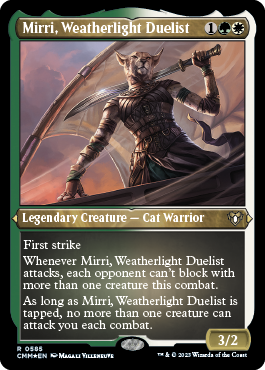 Mirri, Weatherlight Duelist 1
Legendary Creature — Cat Warrior
First strike
Whenever Mirri, Weatherlight Duelist
attacks, each opponent can't block with
more than one creature this combat.
As long as Mirri, Weatherlight Duelist is
tapped, no more than one creature can
attack you each combat.
3/2
R 0565
CMM★EN Magali Villeneuve ™ & © 2023 Wizards of the Coast